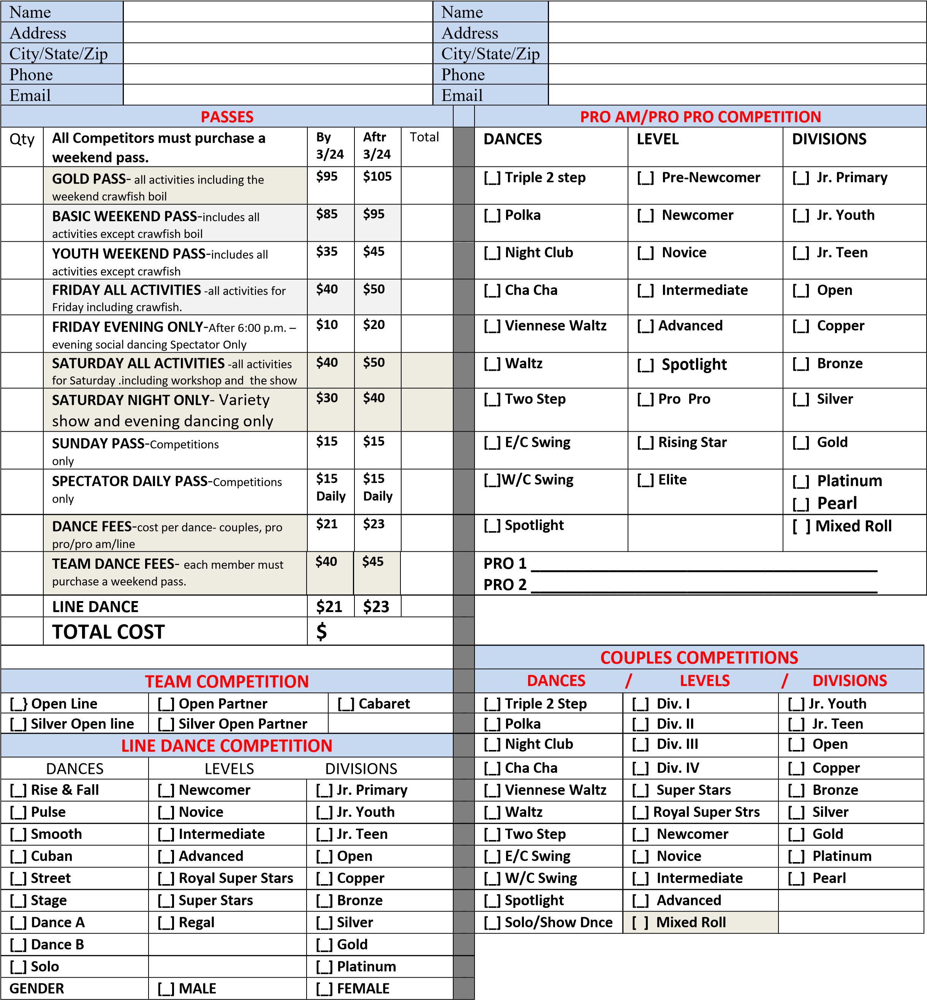 Name Name
Address Address
City/State/Zip City/State/Zip
Phone Phone
Email Email
PASSES
Qty All Competitors must purchase a By Aftr Total
weekend pass. 3/24 3/24
GOLD PASS- all activities including the $95 $105
weekend crawfish boil
BASIC WEEKEND PASS-includes all $85 $95
activities except crawfish boil
YOUTH WEEKEND PASS-includes all $35 $45
activities except crawfish
FRIDAY ALL ACTIVITIES -all activities for $40 $50
Friday including crawfish.
FRIDAY EVENING ONLY-After 6:00 p.m. – $10 $20
evening social dancing Spectator Only
SATURDAY ALL ACTIVITIES -all activities $40 $50
for Saturday .including workshop and the show
SATURDAY NIGHT ONLY- Variety $30 $40
show and evening dancing only
SUNDAY PASS-Competitions $15 $15
only
SPECTATOR DAILY PASS-Competitions $15 $15
only Daily Daily
DANCE FEES-cost per dance- couples, pro $21 $23
pro/pro am/line
TEAM DANCE FEES- each member must $40 $45
purchase a weekend pass.
LINE DANCE $21 $23
TOTAL COST $
PRO AM/PRO PRO COMPETITION
DANCES LEVEL DIVISIONS
[_] Triple 2 step [_] Pre-Newcomer [_] Jr. Primary
[_] Polka [_] Newcomer [_] Jr. Youth
[_] Night Club [_] Novice [_] Jr. Teen
[_] Cha Cha [_] Intermediate [_] Open
[_] Viennese Waltz [_] Advanced [_] Copper
[_] Waltz [_] Spotlight [_] Bronze
[_] Two Step [_] Pro Pro [_] Silver
[_] E/C Swing [_] Rising Star [_] Gold
[_]W/C Swing [_] Elite [_] Platinum
[_] Pearl
[_] Spotlight [ ] Mixed Roll
PRO 1 ________________________________________
PRO 2 ________________________________________
TEAM COMPETITION
[_} Open Line [_] Open Partner [_] Cabaret
[_] Silver Open line [_] Silver Open Partner
LINE DANCE COMPETITION
DANCES LEVELS DIVISIONS
[_] Rise & Fall [_] Newcomer [_] Jr. Primary
[_] Pulse [_] Novice [_] Jr. Youth
[_] Smooth [_] Intermediate [_] Jr. Teen
[_] Cuban [_] Advanced [_] Open
[_] Street [_] Royal Super Stars [_] Copper
[_] Stage [_] Super Stars [_] Bronze
[_] Dance A [_] Regal [_] Silver
[_] Dance B [_] Gold
[_] Solo [_] Platinum
GENDER [_] MALE [_] FEMALE
COUPLES COMPETITIONS
DANCES / LEVELS / DIVISIONS
[_] Triple 2 Step [_] Div. I [_] Jr. Youth
[_] Polka [_] Div. II [_] Jr. Teen
[_] Night Club [_] Div. III [_] Open
[_] Cha Cha [_] Div. IV [_] Copper
[_] Viennese Waltz [_] Super Stars [_] Bronze
[_] Waltz [_] Royal Super Strs [_] Silver
[_] Two Step [_] Newcomer [_] Gold
[_] E/C Swing [_] Novice [_] Platinum
[_] W/C Swing [_] Intermediate [_] Pearl
[_] Spotlight [_] Advanced
[_] Solo/Show Dnce [ ] Mixed Roll